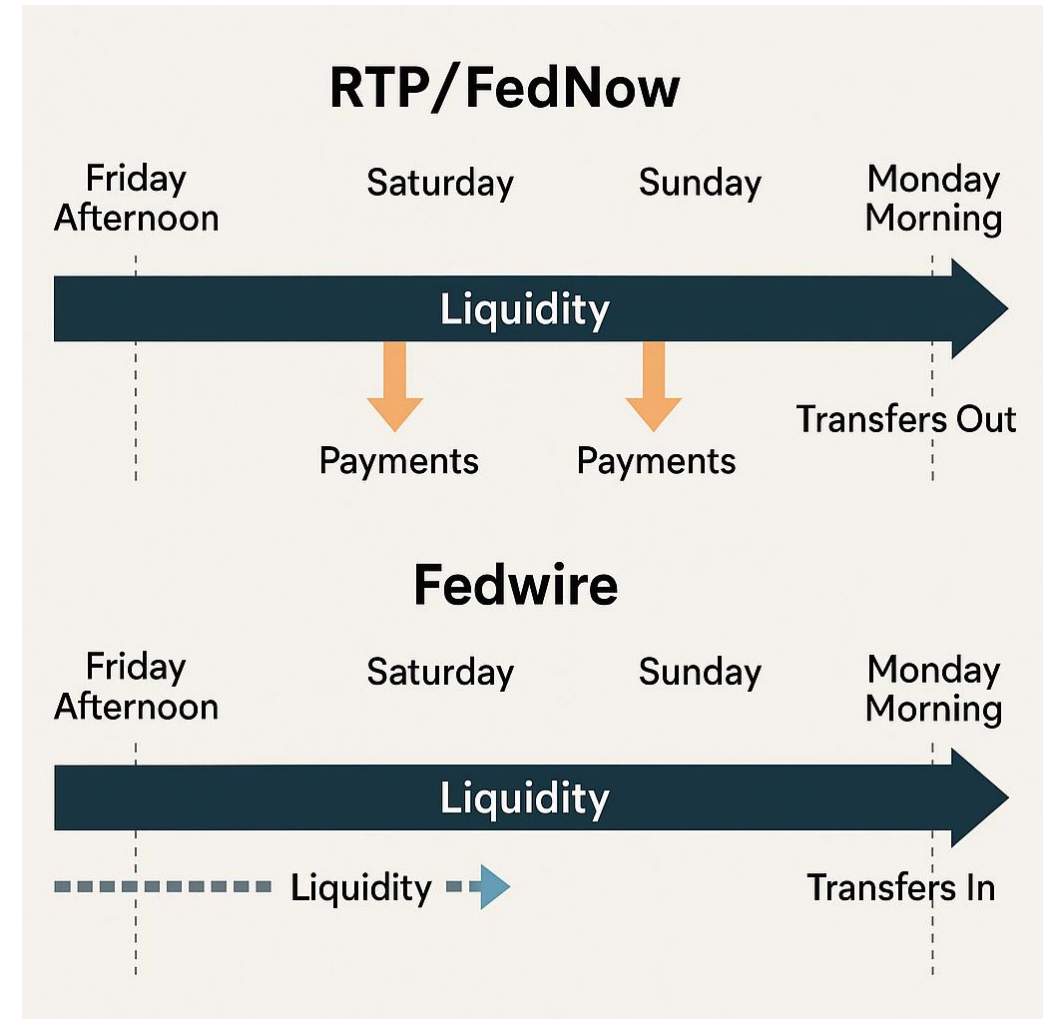 RTP/FedNow
Friday
Afternoon
Saturday
Sunday
Monday
Morning
Liquidity
Transfers Out
Payments
Payments
Fedwire
Friday
Afternoon
Saturday
Sunday
Monday
Morning
Liquidity
Liquidity
Transfers In